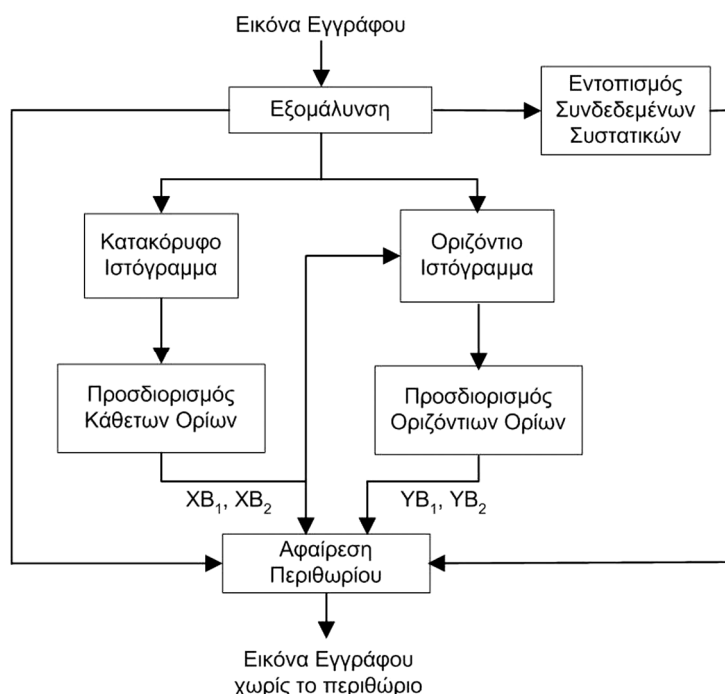 Εικόνα Εγγράφου
Εξομάλυνση
Εντοπισμός
Συνδεδεμένων
Συστατικών
Κατακόρυφο
Ιστόγραμμα
Οριζόντιο
Ιστόγραμμα
Προσδιορισμός
Κάθετων Ορίων
Προσδιορισμός
Οριζόντιων Ορίων
XB₁, XB₂
YB₁, YB₂
Αφαίρεση
Περιθωρίου
Εικόνα Εγγράφου
χωρίς το περιθώριο